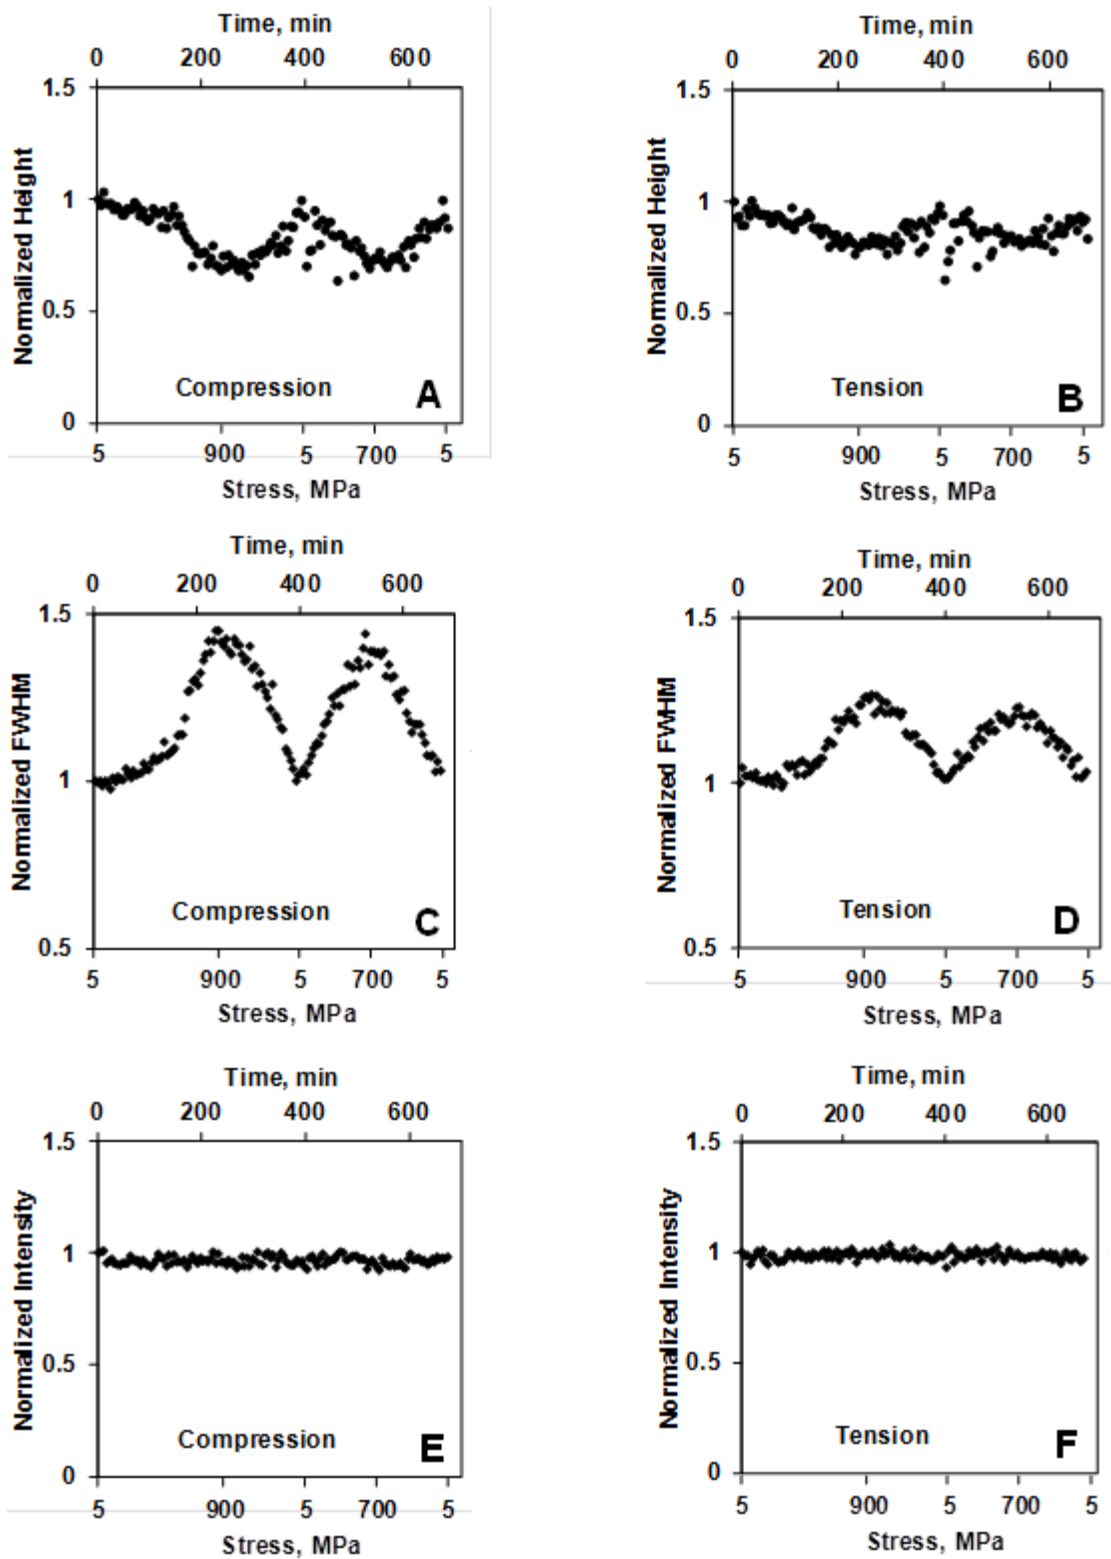 Time, min
0 200 400 600
1.5
1
0.5
0
Normalized Height
Compression A
5 900 5 700 5
Stress, MPa
Time, min
0 200 400 600
1.5
1
0.5
0
Normalized Height
Tension B
5 900 5 700 5
Stress, MPa
Time, min
0 200 400 600
1.5
1
0.5
Normalized FWHM
Compression C
5 900 5 700 5
Stress, MPa
Time, min
0 200 400 600
1.5
1
0.5
Normalized FWHM
Tension D
5 900 5 700 5
Stress, MPa
Time, min
0 200 400 600
1.5
1
0.5
0
Normalized Intensity
Compression E
5 900 5 700 5
Stress, MPa
Time, min
0 200 400 600
1.5
1
0.5
0
Normalized Intensity
Tension F
5 900 5 700 5
Stress, MPa